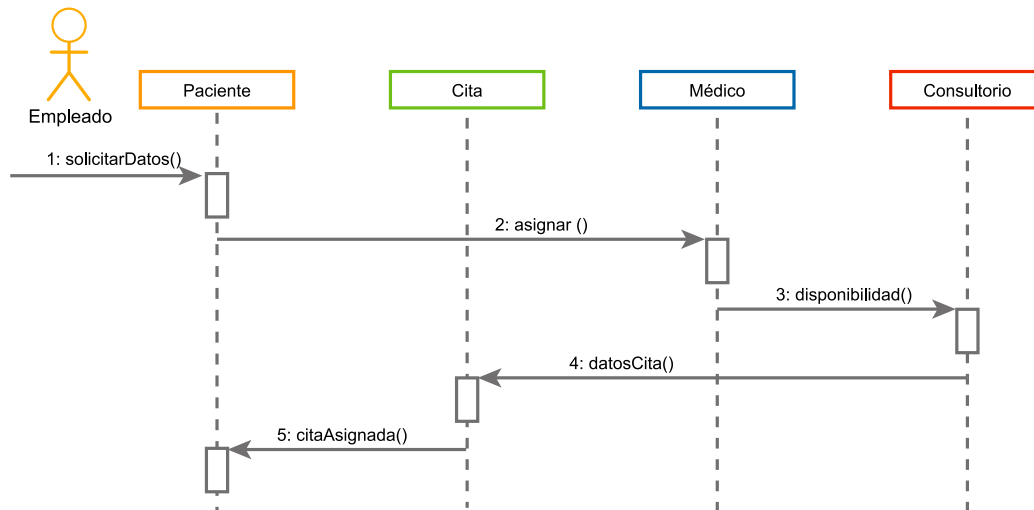 Empleado
Paciente
Cita
Médico
Consultorio
1: solicitarDatos()
2: asignar ()
3: disponibilidad()
4: datosCita()
5: citaAsignada()